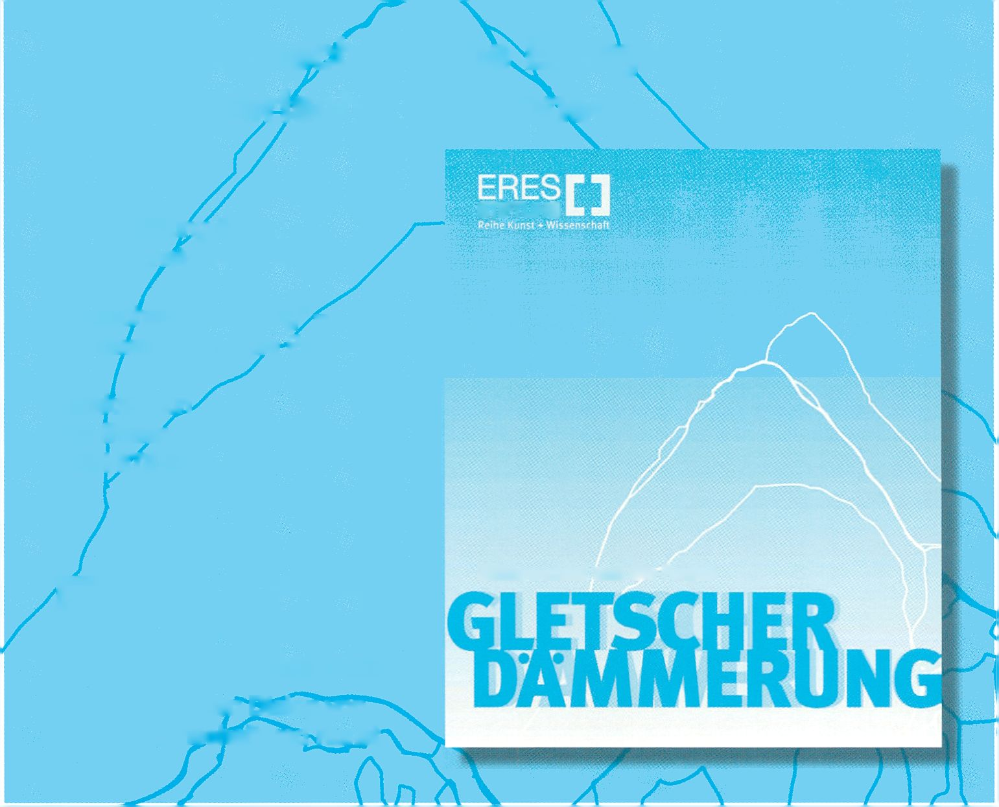 ERES
Reihe Kunst + Wissenschaft
GLETSCHER
DÄMMERUNG